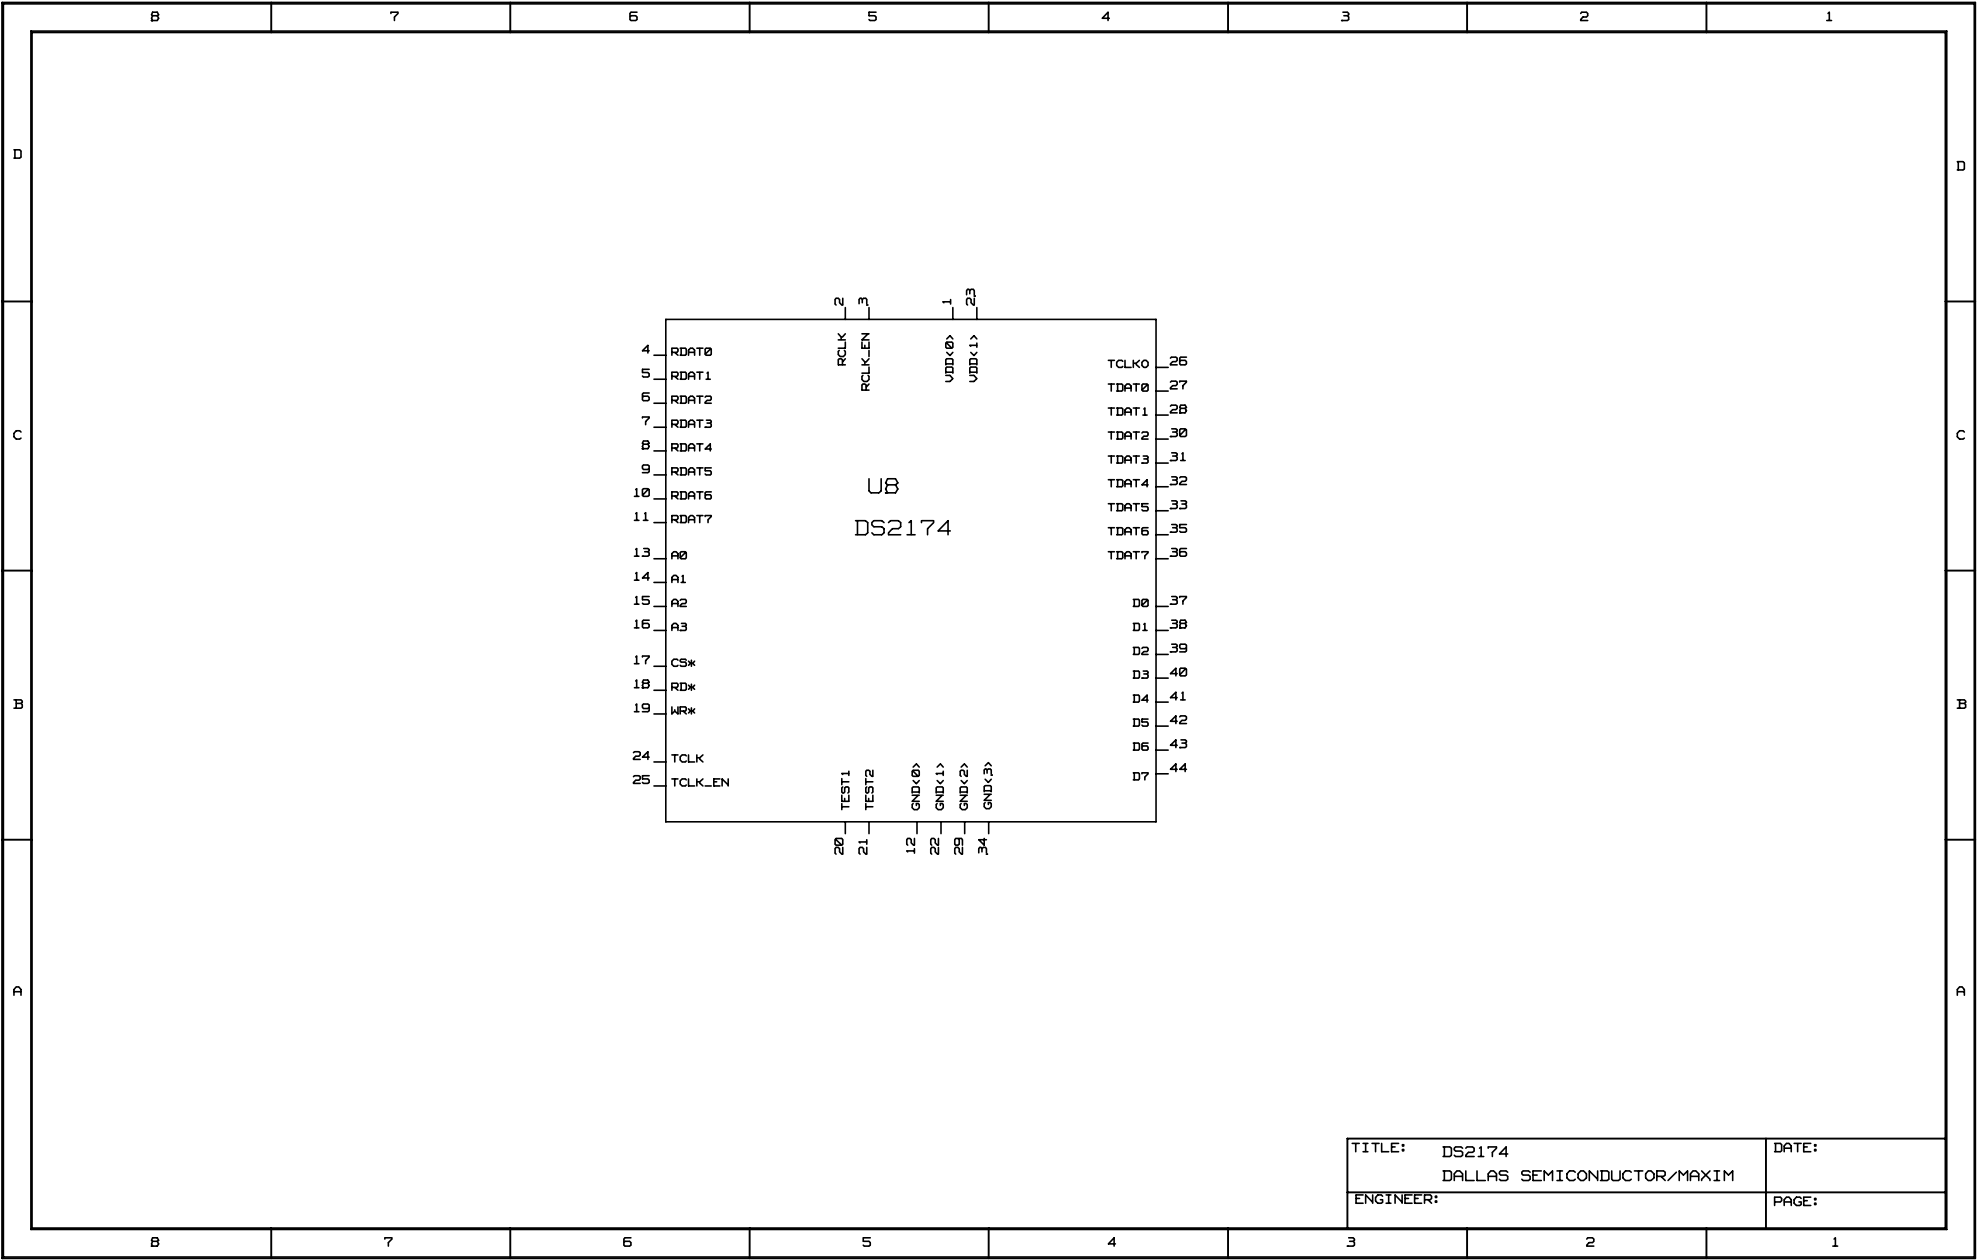 8 7 6 5 4 3 2 1
D D
2 3 1 23
RCLK RCLK_EN VDD<0> VDD<1>
4 RDAT0
5 RDAT1
6 RDAT2
7 RDAT3
8 RDAT4
9 RDAT5
10 RDAT6
11 RDAT7
13 A0
14 A1
15 A2
16 A3
17 CS*
18 RD*
19 WR*
24 TCLK
25 TCLK_EN
U8
DS2174
TCLKO 26
TDAT0 27
TDAT1 28
TDAT2 30
TDAT3 31
TDAT4 32
TDAT5 33
TDAT6 35
TDAT7 36
D0 37
D1 38
D2 39
D3 40
D4 41
D5 42
D6 43
D7 44
TEST1 TEST2 GND<0> GND<1> GND<2> GND<3>
20 21 12 22 29 34
C C
B B
A A
TITLE: DS2174
DALLAS SEMICONDUCTOR/MAXIM
DATE:
ENGINEER:
PAGE:
8 7 6 5 4 3 2 1